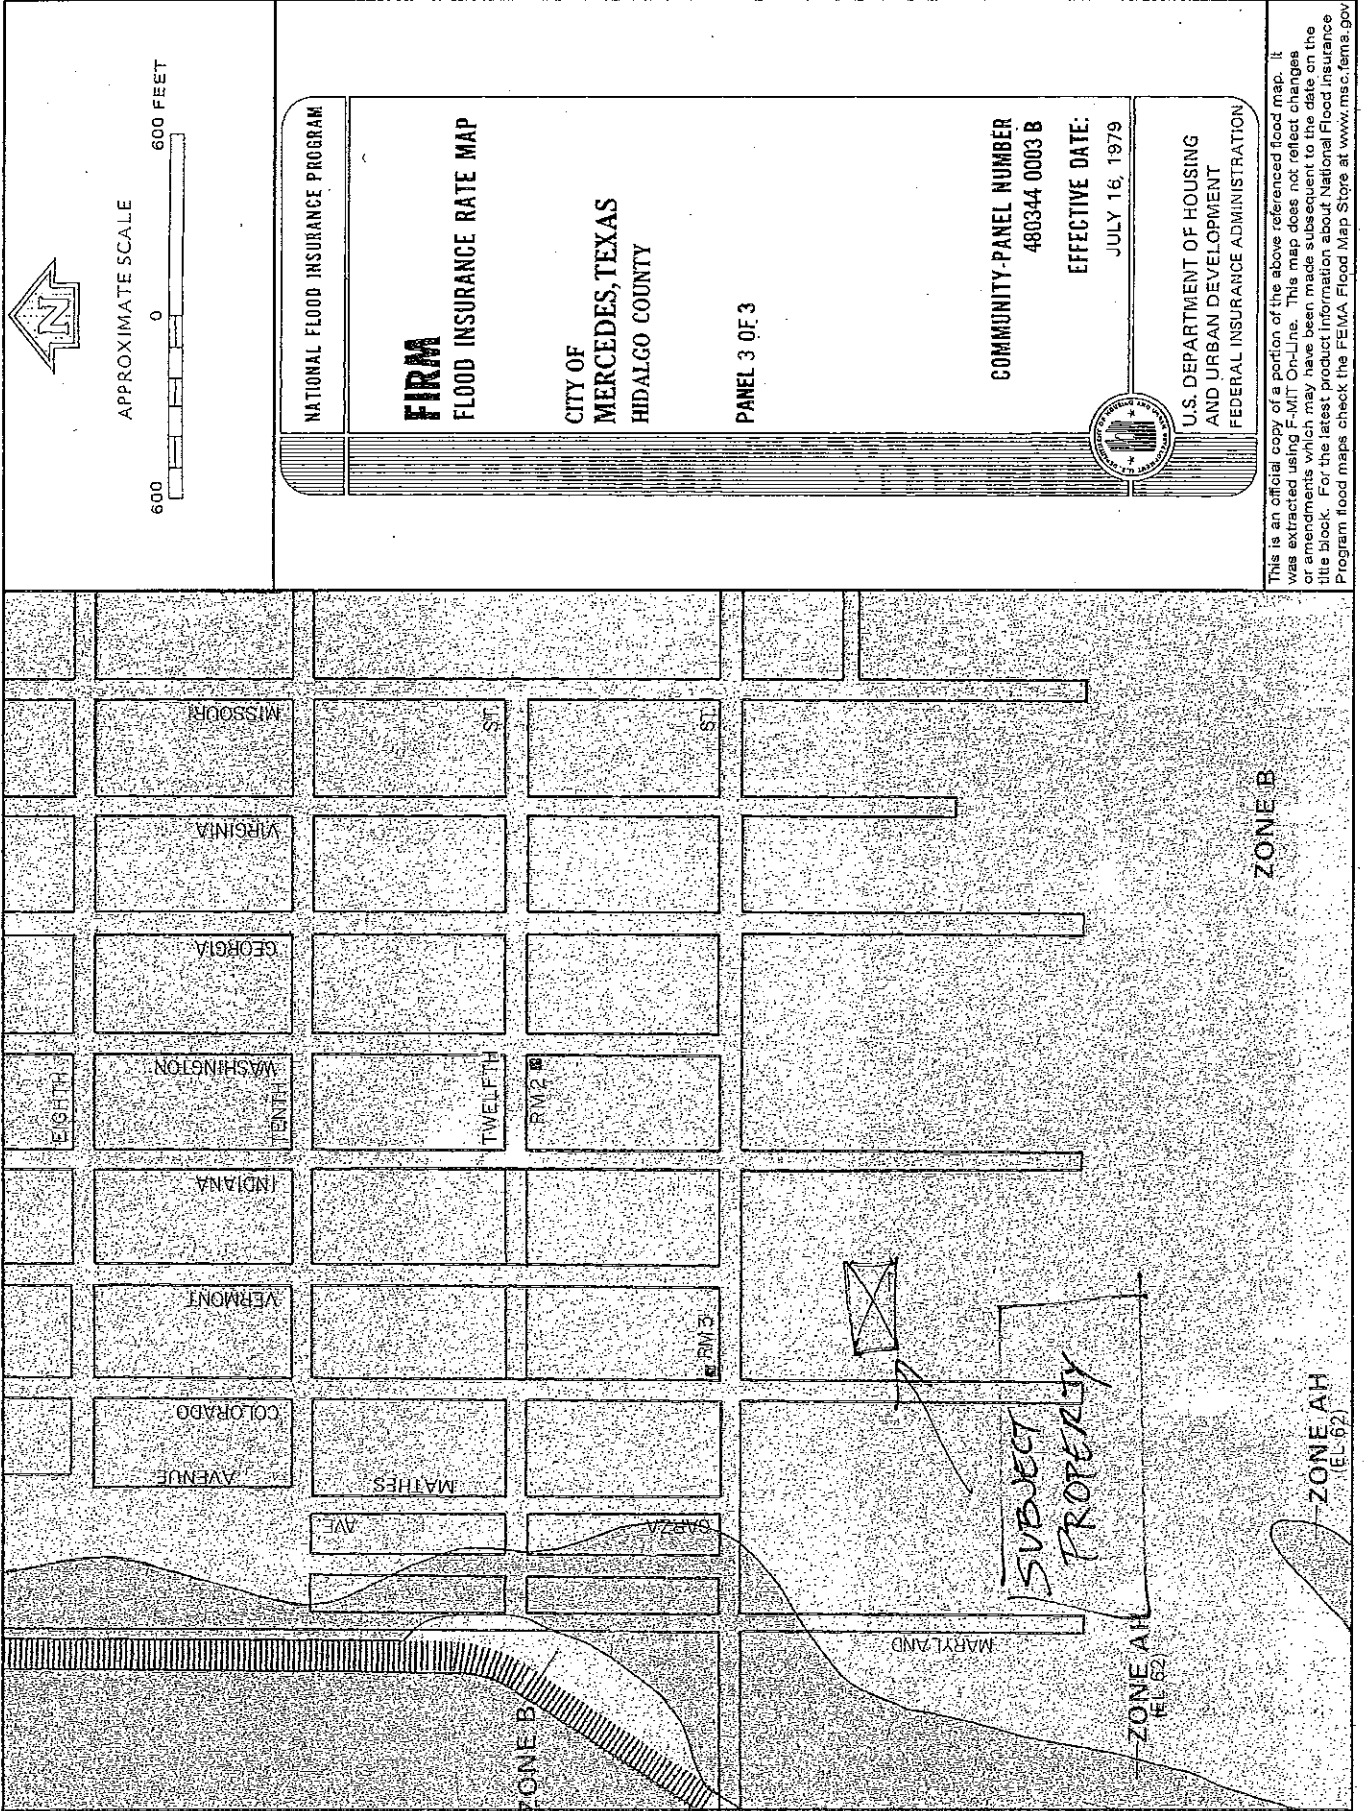 APPROXIMATE SCALE
600
0
600 FEET
N
NATIONAL FLOOD INSURANCE PROGRAM
FIRM
FLOOD INSURANCE RATE MAP
CITY OF
MERCEDES, TEXAS
HIDALGO COUNTY
PANEL 3 OF 3
COMMUNITY-PANEL NUMBER
480344 0003 B
EFFECTIVE DATE:
JULY 16, 1979
U.S. DEPARTMENT OF HOUSING
AND URBAN DEVELOPMENT
FEDERAL INSURANCE ADMINISTRATION
This is an official copy of a portion of the above referenced flood map. It
was extracted using F-MIT On-Line. This map does not reflect changes
or amendments which may have been made subsequent to the date on the
title block. For the latest product information about National Flood Insurance
Program flood maps check the FEMA Flood Map Store at www.msc.fema.gov
EIGHTH
TENTH
TWELFTH
ST
ST
MISSOURI
VIRGINIA
GEORGIA
WASHINGTON
INDIANA
VERMONT
COLORADO
AVENUE
MATHES
AVE
GARZA
MARYLAND
RM 2
RM 3
ZONE B
ZONE B
ZONE AH
(EL 62)
ZONE AH
(EL 62)
SUBJECT
PROPERTY